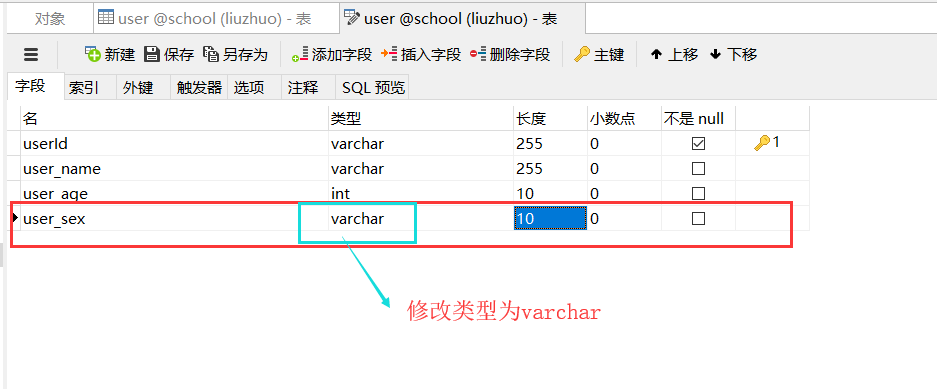 对象 user @school (liuzhuo) - 表 user @school (liuzhuo) - 表
新建 保存 另存为 添加字段 插入字段 删除字段 主键 上移 下移
字段 索引 外键 触发器 选项 注释 SQL 预览
名 类型 长度 小数点 不是 null
userId varchar 255 0 1
user_name varchar 255 0
user_age int 10 0
user_sex varchar 10 0
修改类型为varchar